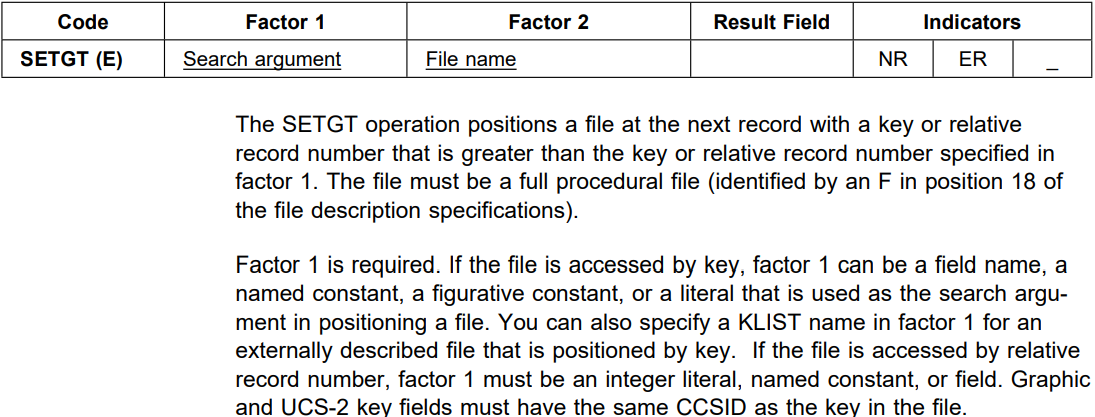 Code Factor 1 Factor 2 Result Field Indicators
SETGT (E) Search argument File name NR ER _
The SETGT operation positions a file at the next record with a key or relative
record number that is greater than the key or relative record number specified in
factor 1. The file must be a full procedural file (identified by an F in position 18 of
the file description specifications).
Factor 1 is required. If the file is accessed by key, factor 1 can be a field name, a
named constant, a figurative constant, or a literal that is used as the search argu-
ment in positioning a file. You can also specify a KLIST name in factor 1 for an
externally described file that is positioned by key. If the file is accessed by relative
record number, factor 1 must be an integer literal, named constant, or field. Graphic
and UCS-2 key fields must have the same CCSID as the key in the file.